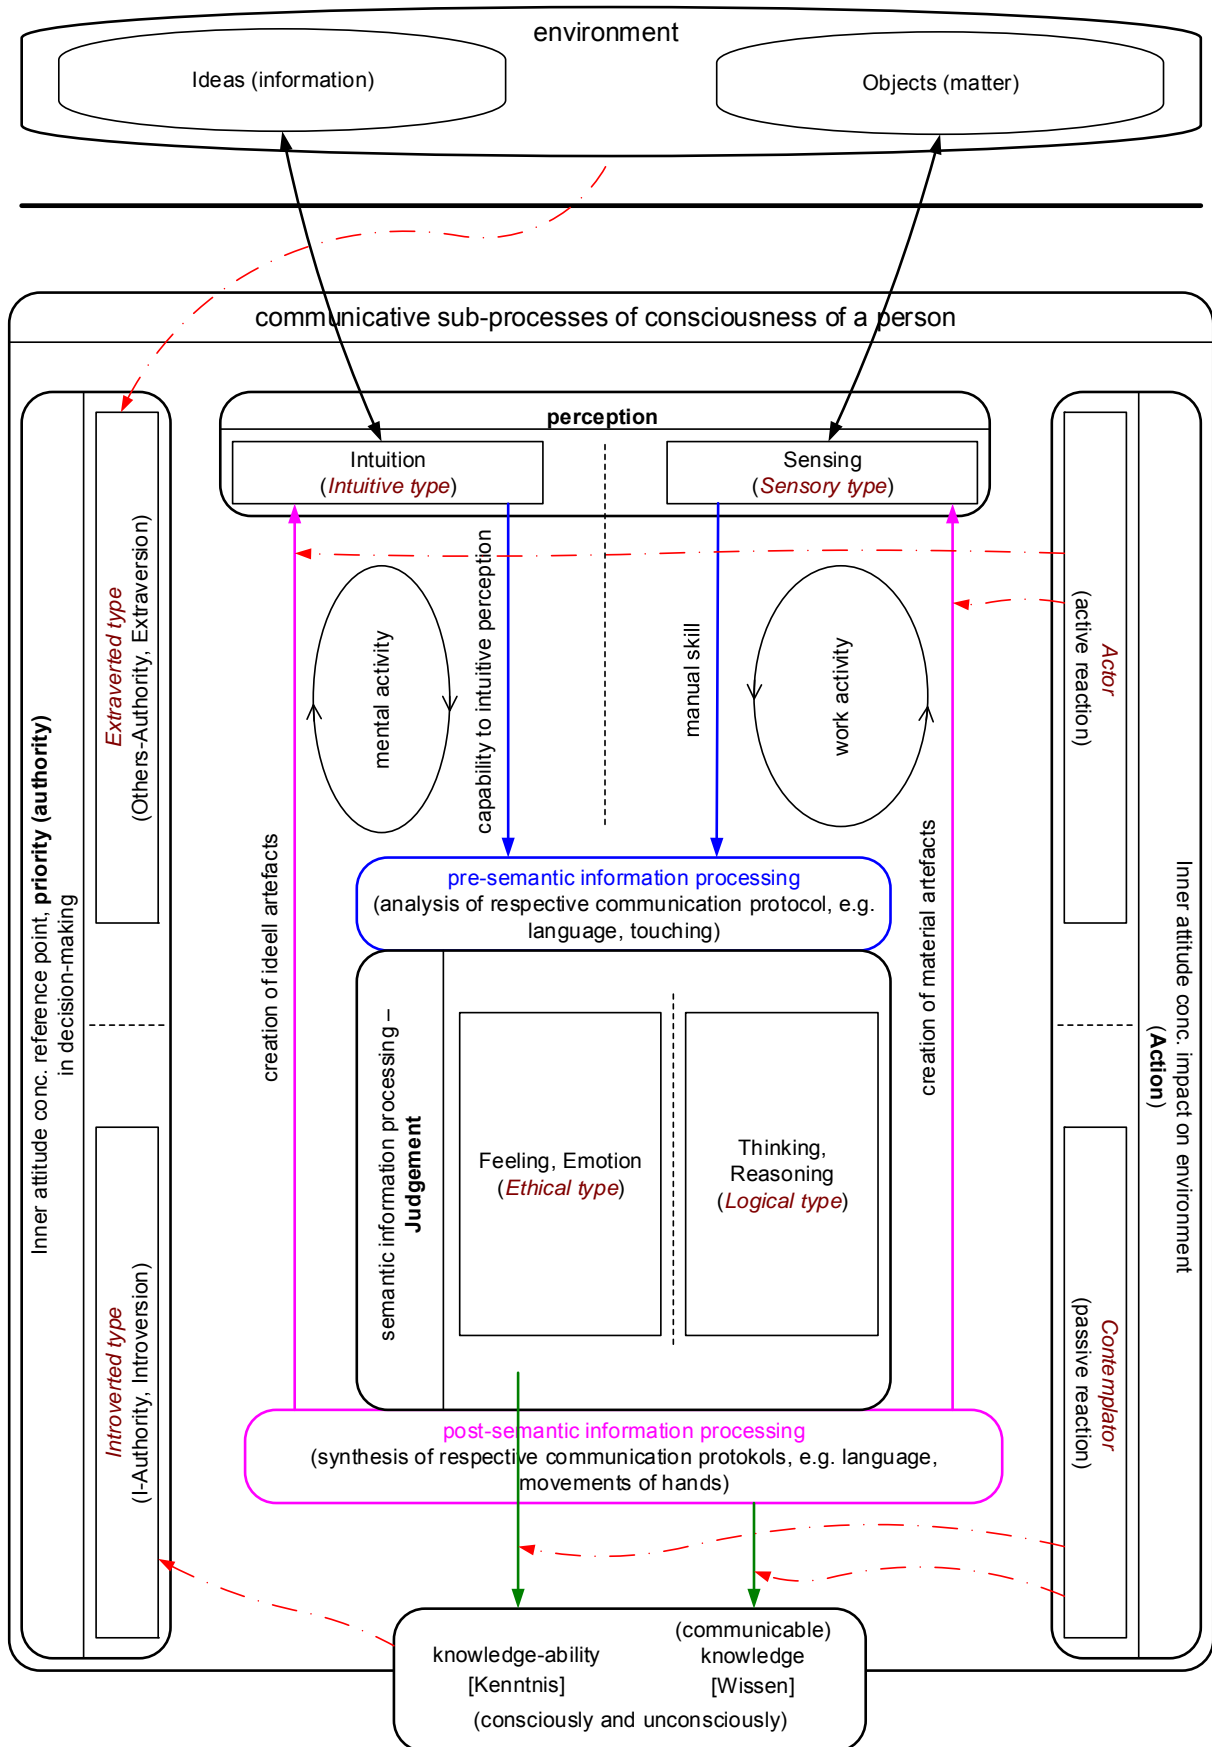 environment
Ideas (information)
Objects (matter)
communicative sub-processes of consciousness of a person
Inner attitude conc. reference point, priority (authority)
in decision-making
Extraverted type
(Others-Authority, Extraversion)
Introverted type
(I-Authority, Introversion)
perception
Intuition
(Intuitive type)
Sensing
(Sensory type)
mental activity
capability to intuitive perception
manual skill
work activity
creation of ideell artefacts
creation of material artefacts
pre-semantic information processing
(analysis of respective communication protocol, e.g.
language, touching)
semantic information processing –
Judgement
Feeling, Emotion
(Ethical type)
Thinking,
Reasoning
(Logical type)
post-semantic information processing
(synthesis of respective communication protokols, e.g. language,
movements of hands)
Actor
(active reaction)
Contemplator
(passive reaction)
Inner attitude conc. impact on environment
(Action)
knowledge-ability
[Kenntnis]
(communicable)
knowledge
[Wissen]
(consciously and unconsciously)